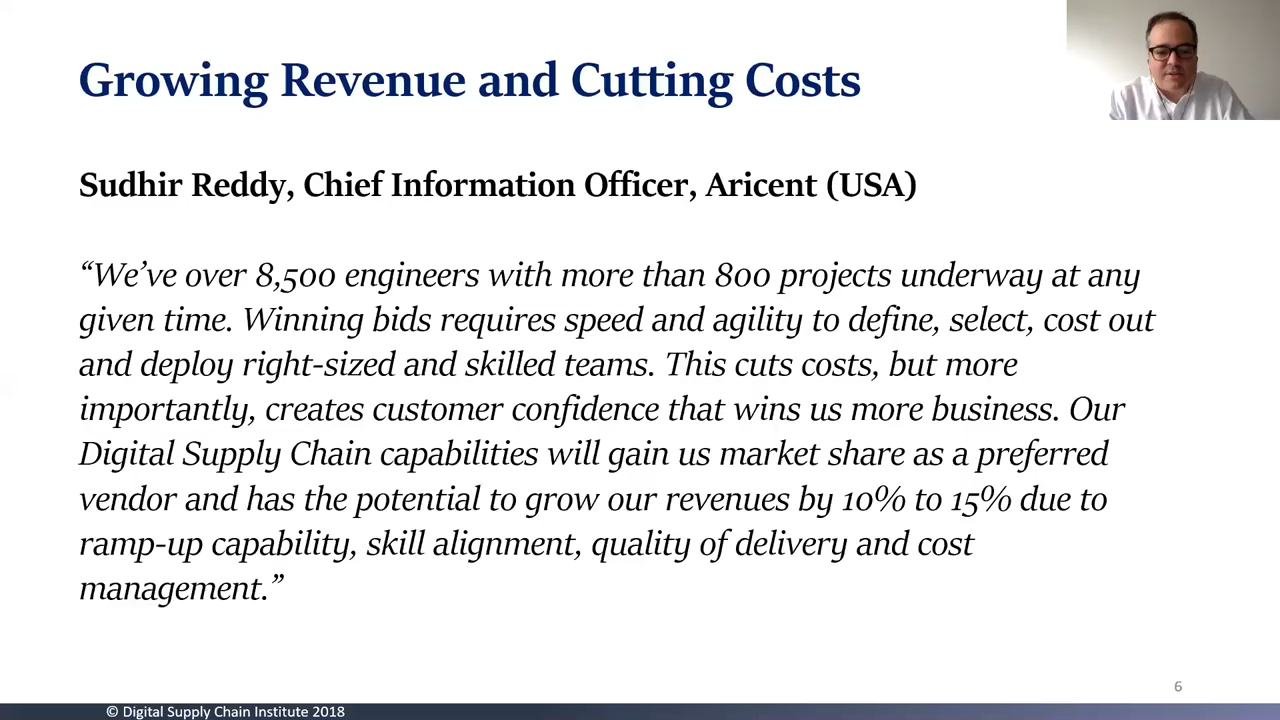 Growing Revenue and Cutting Costs
Sudhir Reddy, Chief Information Officer, Aricent (USA)
“We’ve over 8,500 engineers with more than 800 projects underway at any
given time. Winning bids requires speed and agility to define, select, cost out
and deploy right-sized and skilled teams. This cuts costs, but more
importantly, creates customer confidence that wins us more business. Our
Digital Supply Chain capabilities will gain us market share as a preferred
vendor and has the potential to grow our revenues by 10% to 15% due to
ramp-up capability, skill alignment, quality of delivery and cost
management.”
6
© Digital Supply Chain Institute 2018